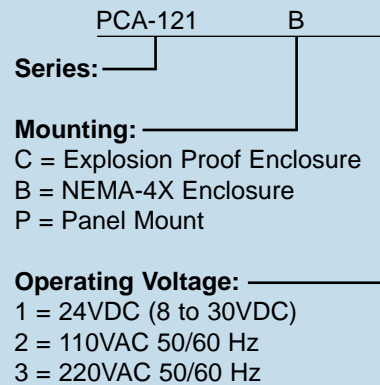 PCA-121 B
Series:
Mounting:
C = Explosion Proof Enclosure
B = NEMA-4X Enclosure
P = Panel Mount
Operating Voltage:
1 = 24VDC (8 to 30VDC)
2 = 110VAC 50/60 Hz
3 = 220VAC 50/60 Hz